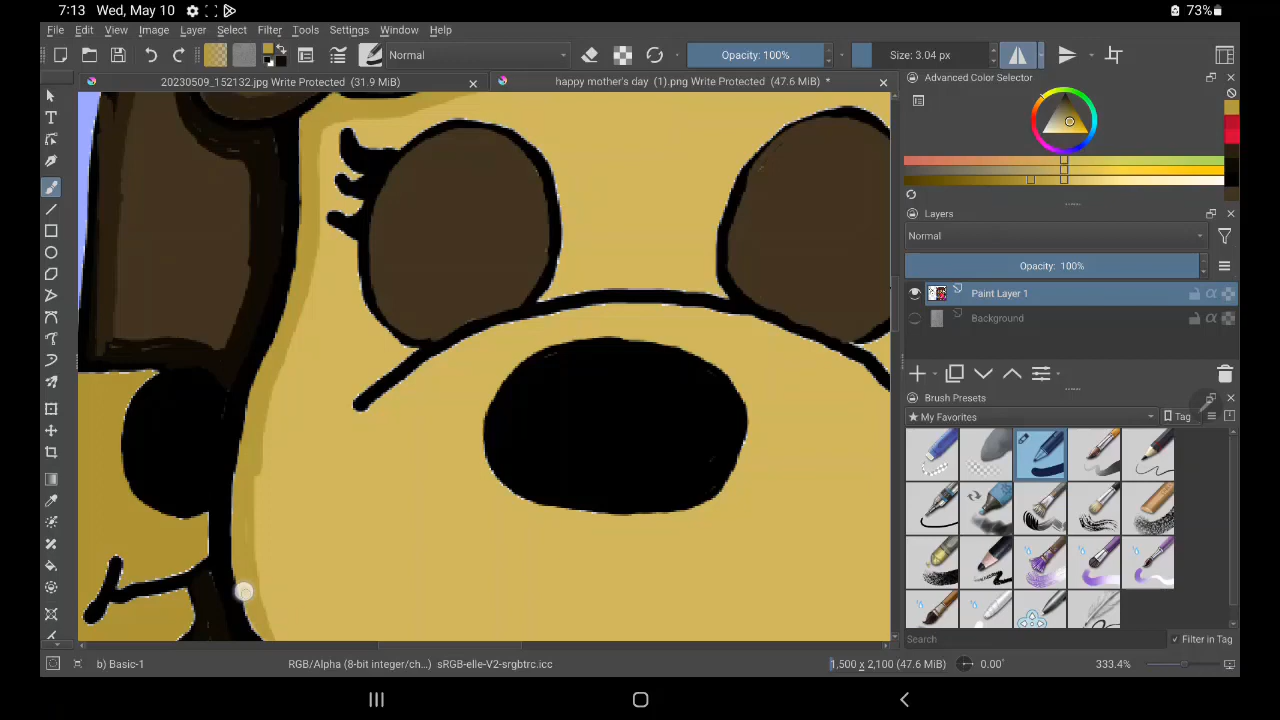 7:13 Wed, May 10
73%
File Edit View Image Layer Select Filter Tools Settings Window Help
Normal
Opacity: 100%
Size: 3.04 px
20230509_152132.jpg Write Protected (31.9 MiB)
happy mother's day (1).png Write Protected (47.6 MiB) *
Advanced Color Selector
Layers
Normal
Opacity: 100%
Paint Layer 1
Background
Brush Presets
★ My Favorites
Tag
Search
✓ Filter in Tag
b) Basic-1
RGB/Alpha (8-bit integer/ch...) sRGB-elle-V2-srgbtrc.icc
1,500 x 2,100 (47.6 MiB)
0.00°
333.4%